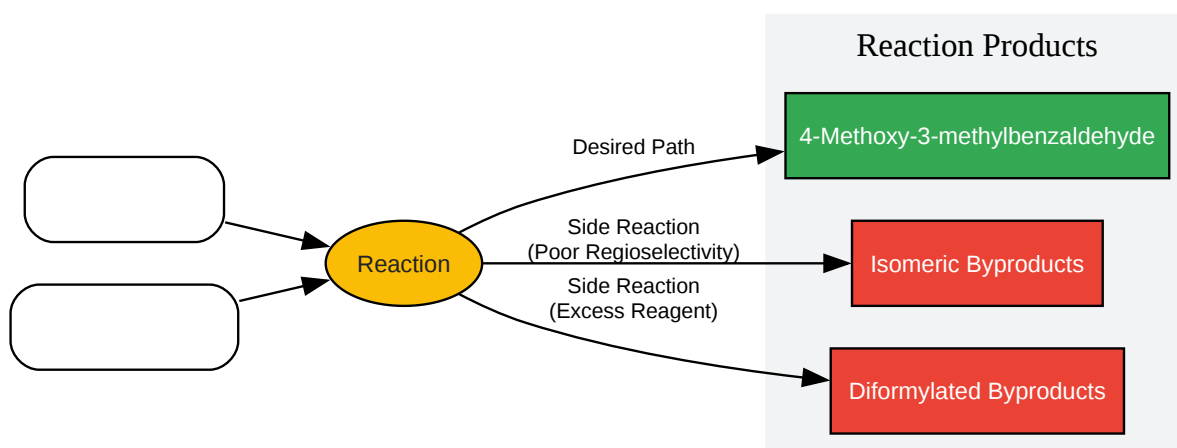 Reaction Products
4-Methoxy-3-methylbenzaldehyde
Desired Path
Side Reaction
(Poor Regioselectivity)
Reaction
Isomeric Byproducts
Side Reaction
(Excess Reagent)
Diformylated Byproducts